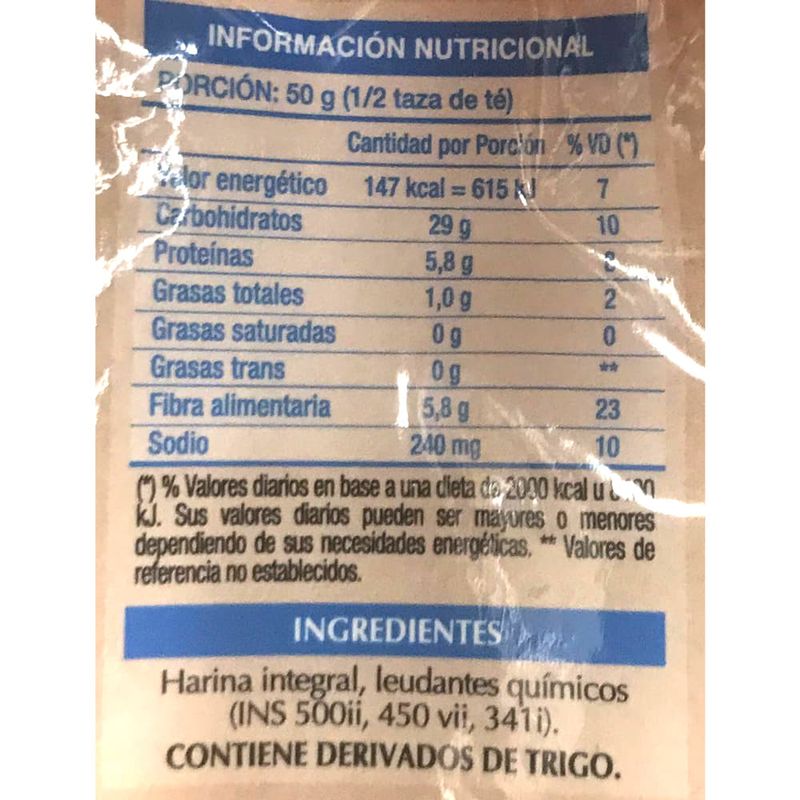 INFORMACIÓN NUTRICIONAL
PORCIÓN: 50 g (1/2 taza de té)
Cantidad por Porción % VD (*)
Valor energético 147 kcal = 615 kJ 7
Carbohidratos 29 g 10
Proteínas 5,8 g
Grasas totales 1,0 g 2
Grasas saturadas 0 g 0
Grasas trans 0 g **
Fibra alimentaria 5,8 g 23
Sodio 240 mg 10
(*) % Valores diarios en base a una dieta de 2000 kcal u
kJ. Sus valores diarios pueden ser mayores o menores
dependiendo de sus necesidades energéticas. ** Valores de
referencia no establecidos.
INGREDIENTES
Harina integral, leudantes químicos
(INS 500ii, 450 vii, 341i).
CONTIENE DERIVADOS DE TRIGO.